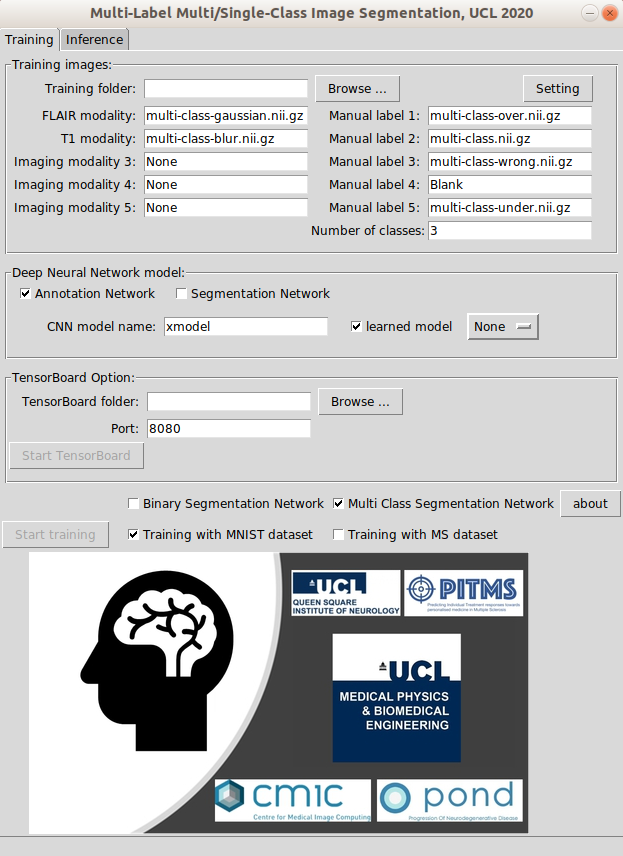 Multi-Label Multi/Single-Class Image Segmentation, UCL 2020
Training Inference
Training images:
Training folder: Browse ... Setting
FLAIR modality: multi-class-gaussian.nii.gz Manual label 1: multi-class-over.nii.gz
T1 modality: multi-class-blur.nii.gz Manual label 2: multi-class.nii.gz
Imaging modality 3: None Manual label 3: multi-class-wrong.nii.gz
Imaging modality 4: None Manual label 4: Blank
Imaging modality 5: None Manual label 5: multi-class-under.nii.gz
Number of classes: 3
Deep Neural Network model:
Annotation Network Segmentation Network
CNN model name: xmodel learned model None
TensorBoard Option:
TensorBoard folder: Browse ...
Port: 8080
Start TensorBoard
Binary Segmentation Network Multi Class Segmentation Network about
Start training Training with MNIST dataset Training with MS dataset
UCL
QUEEN SQUARE
INSTITUTE OF NEUROLOGY
PITMS
Predicting Individual Treatment responses towards
personalised medicine in Multiple Sclerosis
UCL
MEDICAL PHYSICS
& BIOMEDICAL
ENGINEERING
cmic
Centre for Medical Image Computing
pond
Progression Of Neurodegenerative Disease